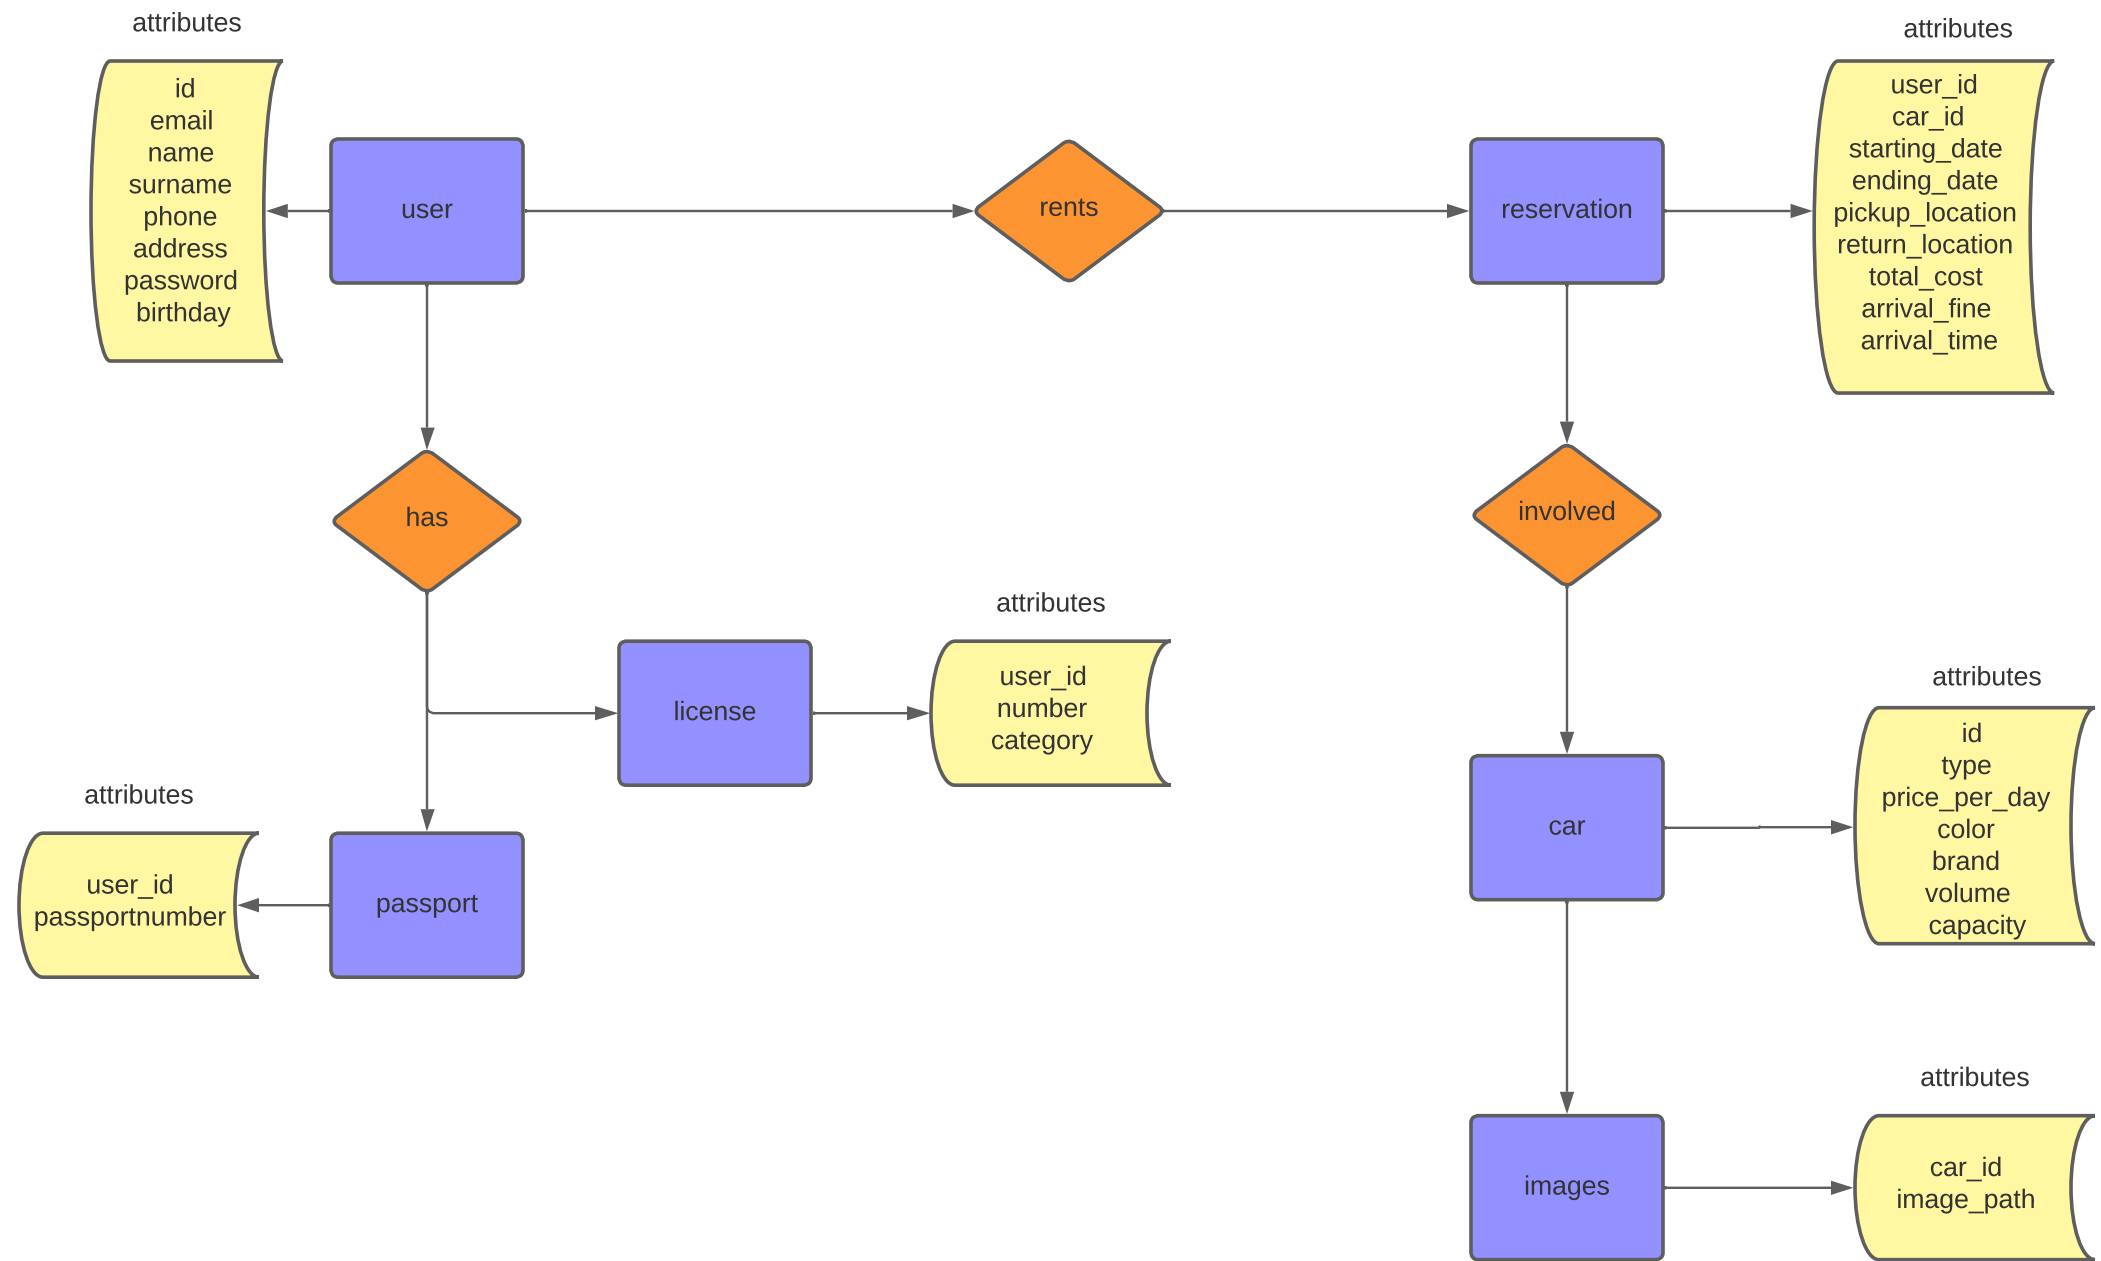 attributes
id
email
name
surname
phone
address
password
birthday
user
rents
reservation
attributes
user_id
car_id
starting_date
ending_date
pickup_location
return_location
total_cost
arrival_fine
arrival_time
has
involved
license
attributes
user_id
number
category
attributes
user_id
passportnumber
passport
car
attributes
id
type
price_per_day
color
brand
volume
capacity
images
attributes
car_id
image_path